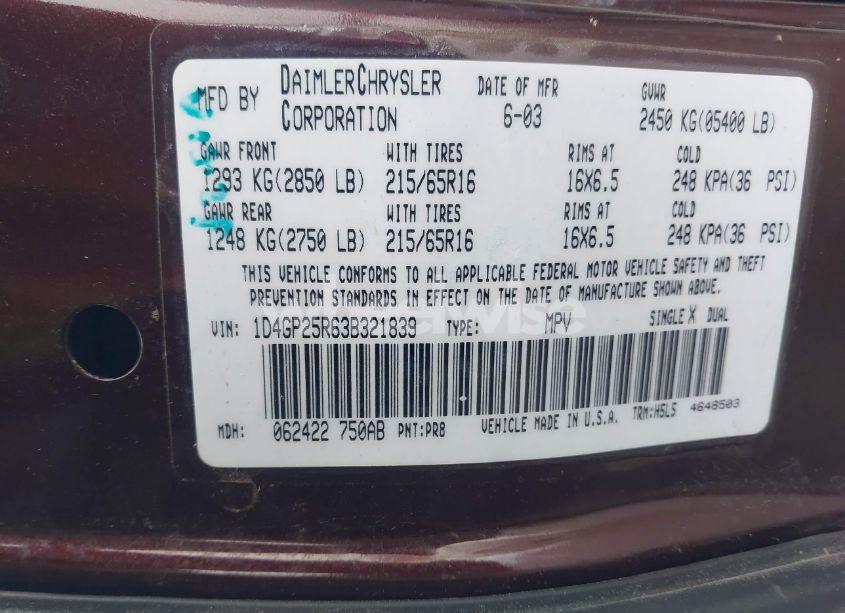 MFD BY DAIMLERCHRYSLER CORPORATION DATE OF MFR 6-03 GVWR 2450 KG(05400 LB)
GAWR FRONT WITH TIRES RIMS AT COLD
1293 KG(2850 LB) 215/65R16 16X6.5 248 KPA(36 PSI)
GAWR REAR WITH TIRES RIMS AT COLD
1248 KG(2750 LB) 215/65R16 16X6.5 248 KPA(36 PSI)
THIS VEHICLE CONFORMS TO ALL APPLICABLE FEDERAL MOTOR VEHICLE SAFETY AND THEFT
PREVENTION STANDARDS IN EFFECT ON THE DATE OF MANUFACTURE SHOWN ABOVE.
VIN: 1D4GP25R63B321839 TYPE: MPV SINGLE X DUAL
MDH: 062422 750AB PNT:PR8 VEHICLE MADE IN U.S.A. TRM:H5L5 4648503